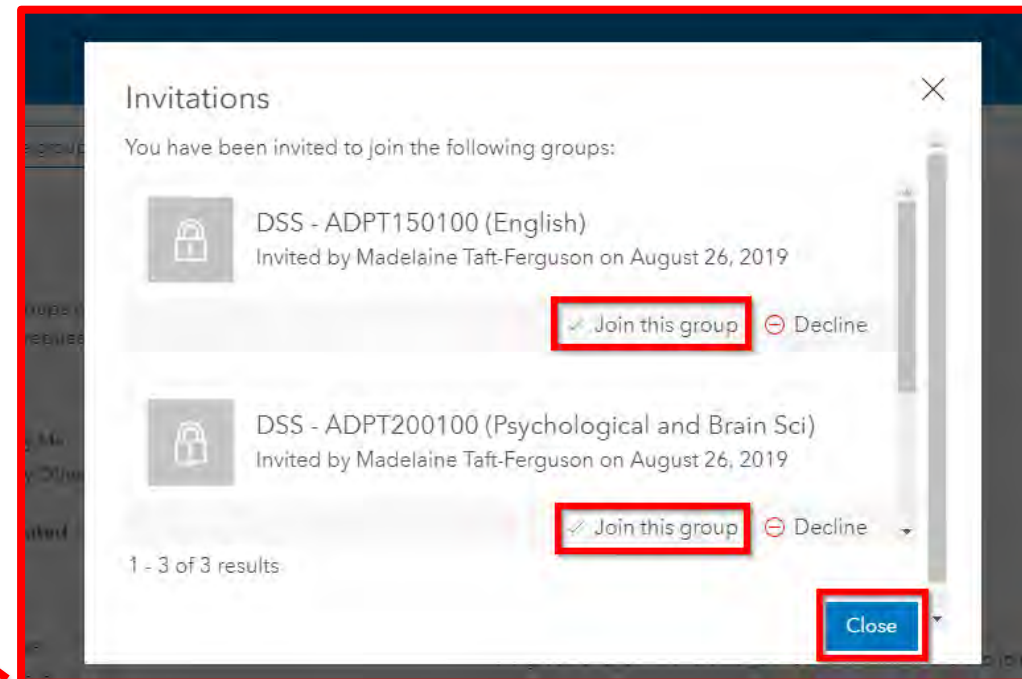 Invitations
You have been invited to join the following groups:
DSS - ADPT150100 (English)
Invited by Madelaine Taft-Ferguson on August 26, 2019
Join this group Decline
DSS - ADPT200100 (Psychological and Brain Sci)
Invited by Madelaine Taft-Ferguson on August 26, 2019
Join this group Decline
1 - 3 of 3 results
Close